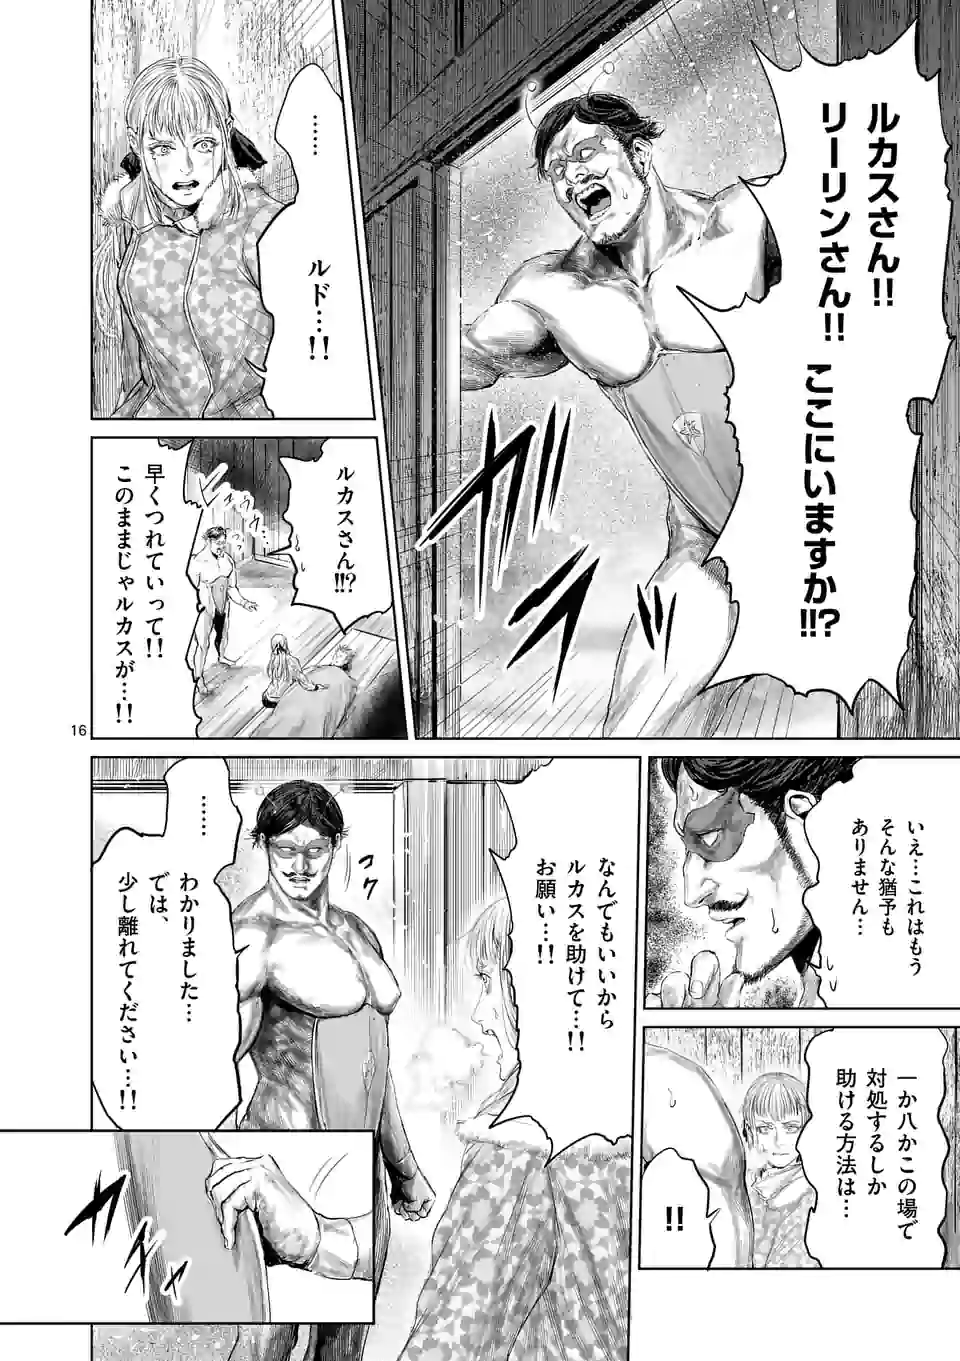 ルカスさん!!
リーリンさん!!
ここにいますか!?
ガガ
……
ルド…!!
ルカスさん!!?
早くつれていって!!
このままじゃルカスが…!!
16
いえ…これはもう
そんな猶予も
ありません…
一か八かこの場で
対処するしか
助ける方法は…
!!
なんでもいいから
ルカスを助けて…!!
お願い…!!
コク
……
わかりました…
では、
少し離れてください…!!